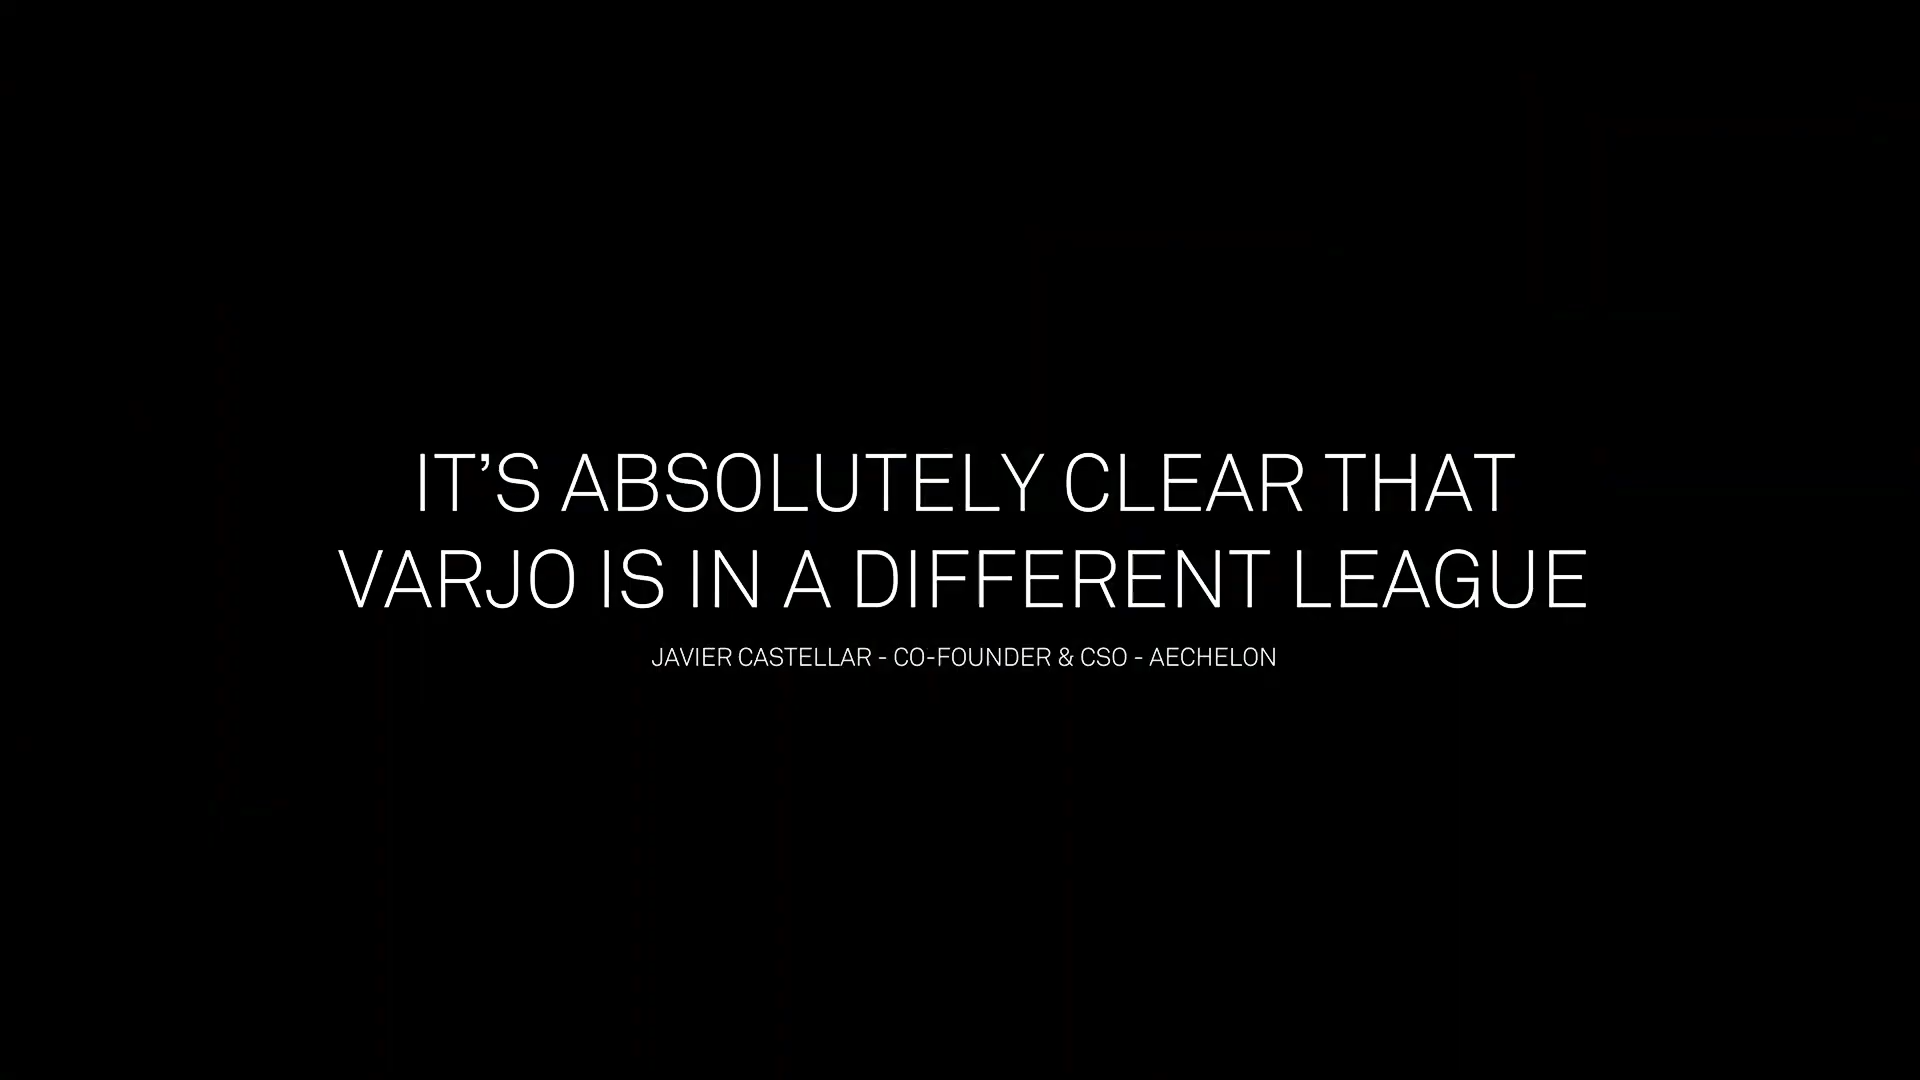 IT’S ABSOLUTELY CLEAR THAT
VARJO IS IN A DIFFERENT LEAGUE
JAVIER CASTELLAR - CO-FOUNDER & CSO - AECHELON